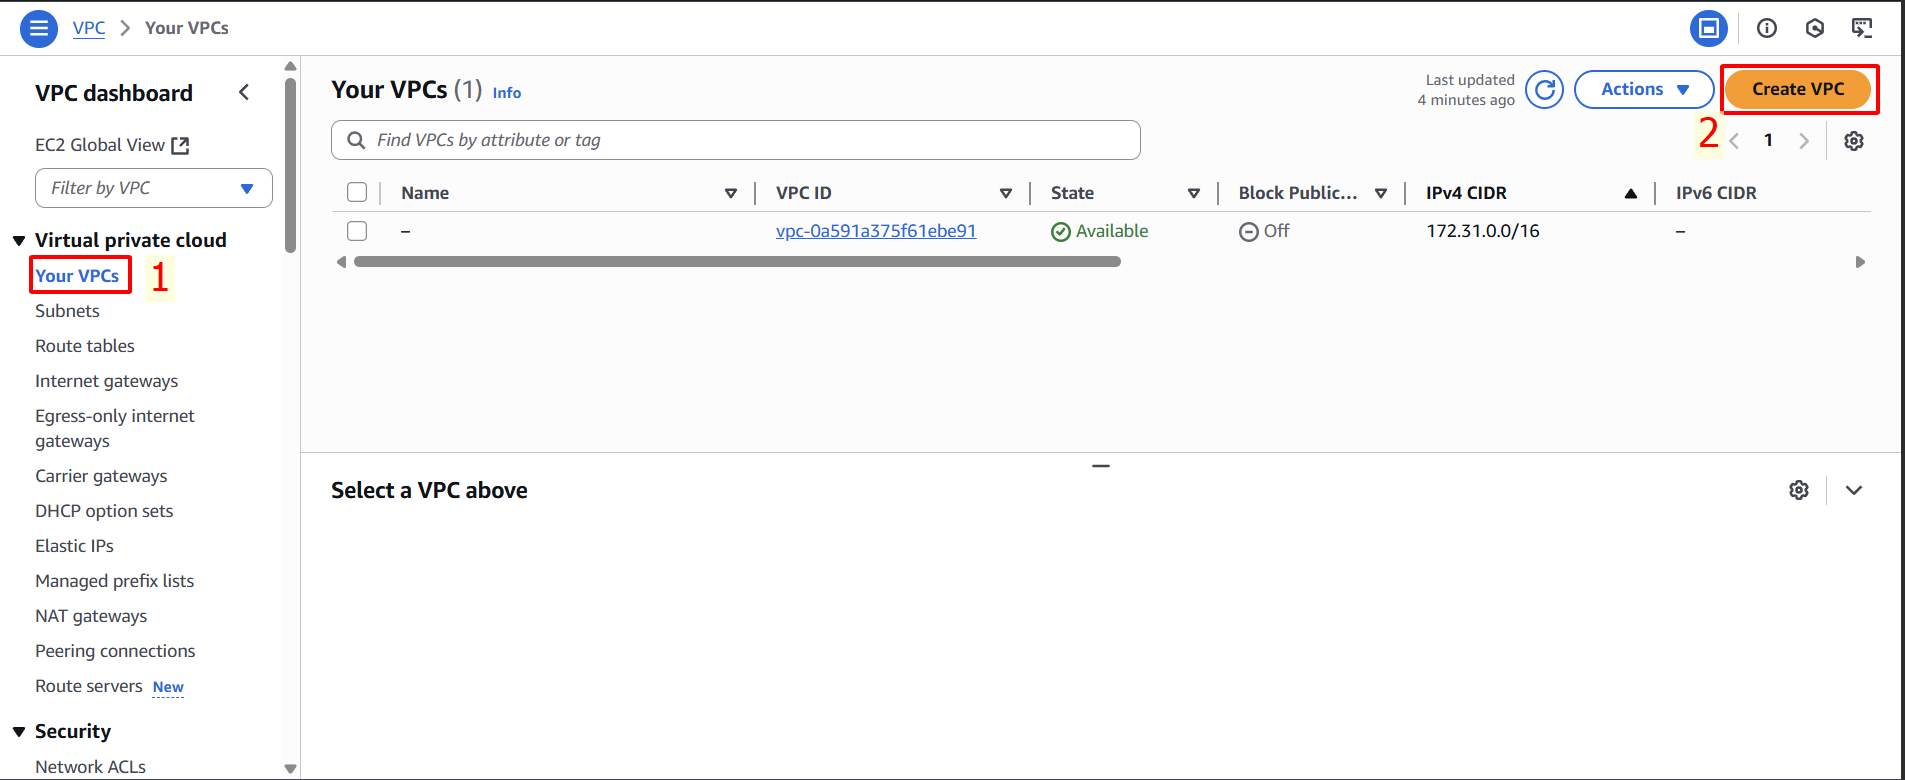 VPC > Your VPCs
VPC dashboard
EC2 Global View
Filter by VPC
Virtual private cloud
Your VPCs 1
Subnets
Route tables
Internet gateways
Egress-only internet
gateways
Carrier gateways
DHCP option sets
Elastic IPs
Managed prefix lists
NAT gateways
Peering connections
Route servers New
Security
Network ACLs
Your VPCs (1) Info
Last updated
4 minutes ago
Actions
Create VPC
2
Find VPCs by attribute or tag
1
Name VPC ID State Block Public... IPv4 CIDR IPv6 CIDR
– vpc-0a591a375f61ebe91 Available Off 172.31.0.0/16 –
Select a VPC above